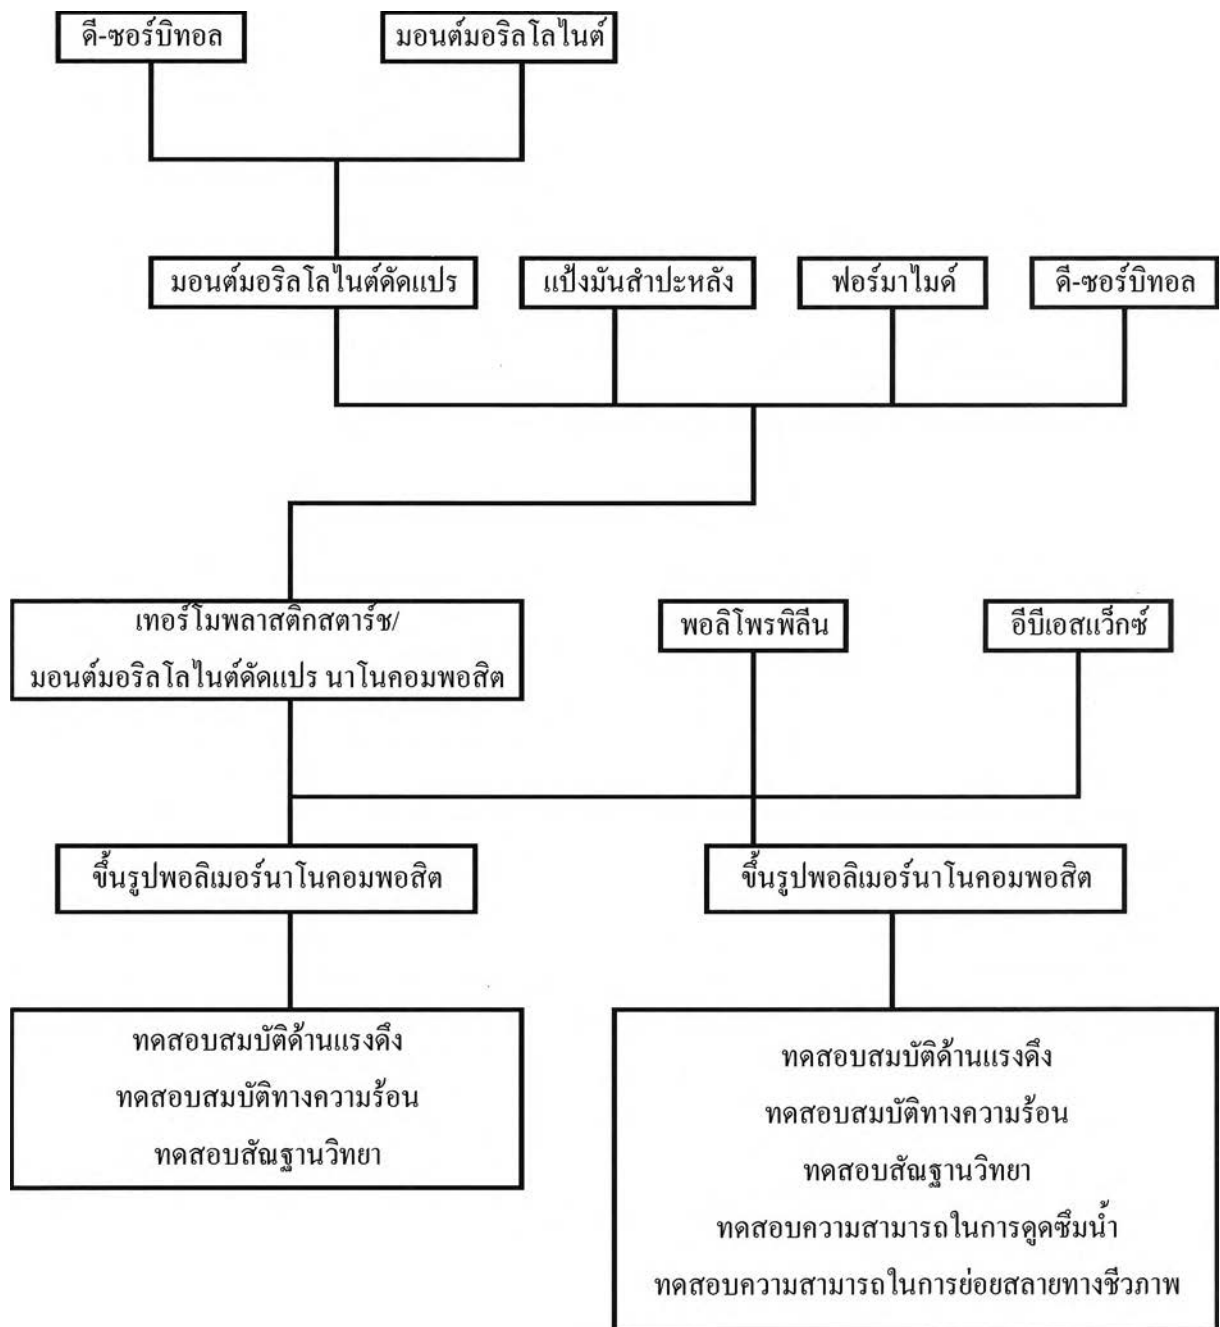 ดี-ซอร์บิทอล
มอนต์มอริลโลไนต์
มอนต์มอริลโลไนต์ดัดแปร
แป้งมันสำปะหลัง
ฟอร์มาไมด์
ดี-ซอร์บิทอล
เทอร์โมพลาสติกสตาร์ช/
มอนต์มอริลโลไนต์ดัดแปร นาโนคอมพอสิต
พอลิโพรพิลีน
อีบีเอสแว็กซ์
ขึ้นรูปพอลิเมอร์นาโนคอมพอสิต
ขึ้นรูปพอลิเมอร์นาโนคอมพอสิต
ทดสอบสมบัติด้านแรงดึง
ทดสอบสมบัติทางความร้อน
ทดสอบสัณฐานวิทยา
ทดสอบสมบัติด้านแรงดึง
ทดสอบสมบัติทางความร้อน
ทดสอบสัณฐานวิทยา
ทดสอบความสามารถในการดูดซึมน้ำ
ทดสอบความสามารถในการย่อยสลายทางชีวภาพ